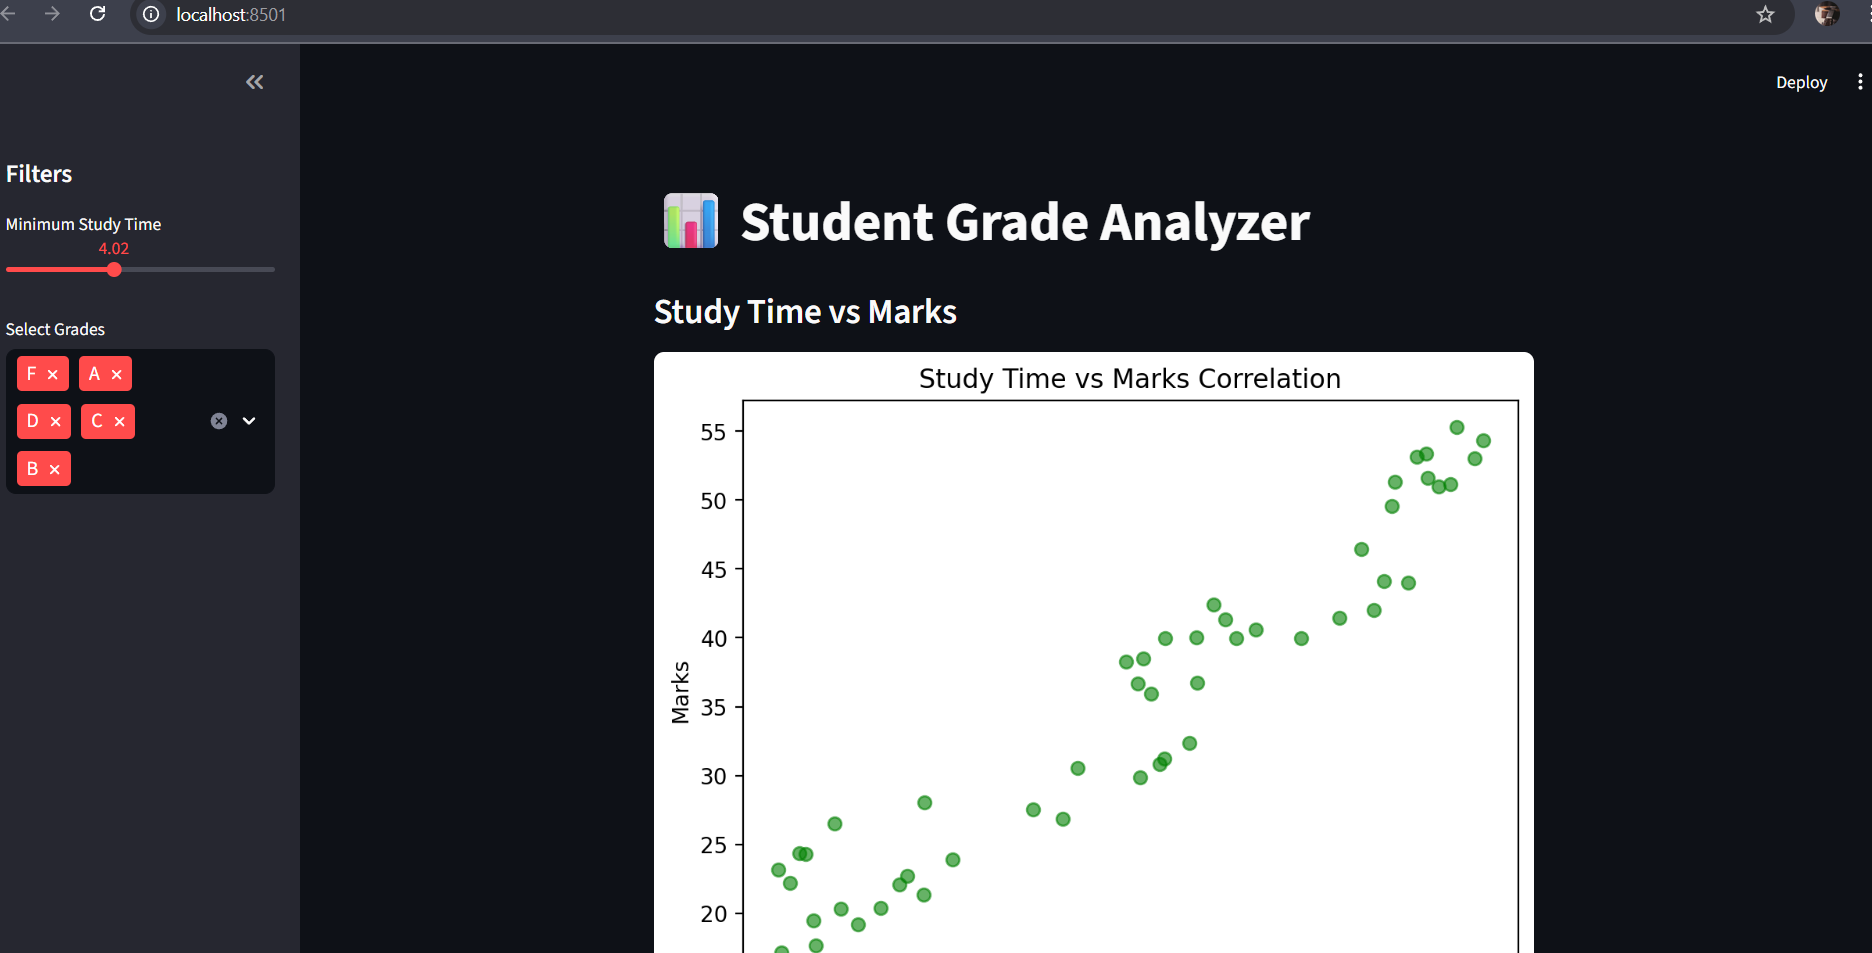 localhost:8501
Deploy
Filters
Minimum Study Time
4.02
Select Grades
F × A ×
D × C ×
B ×
Student Grade Analyzer
Study Time vs Marks
Study Time vs Marks Correlation
Marks
55
50
45
40
35
30
25
20